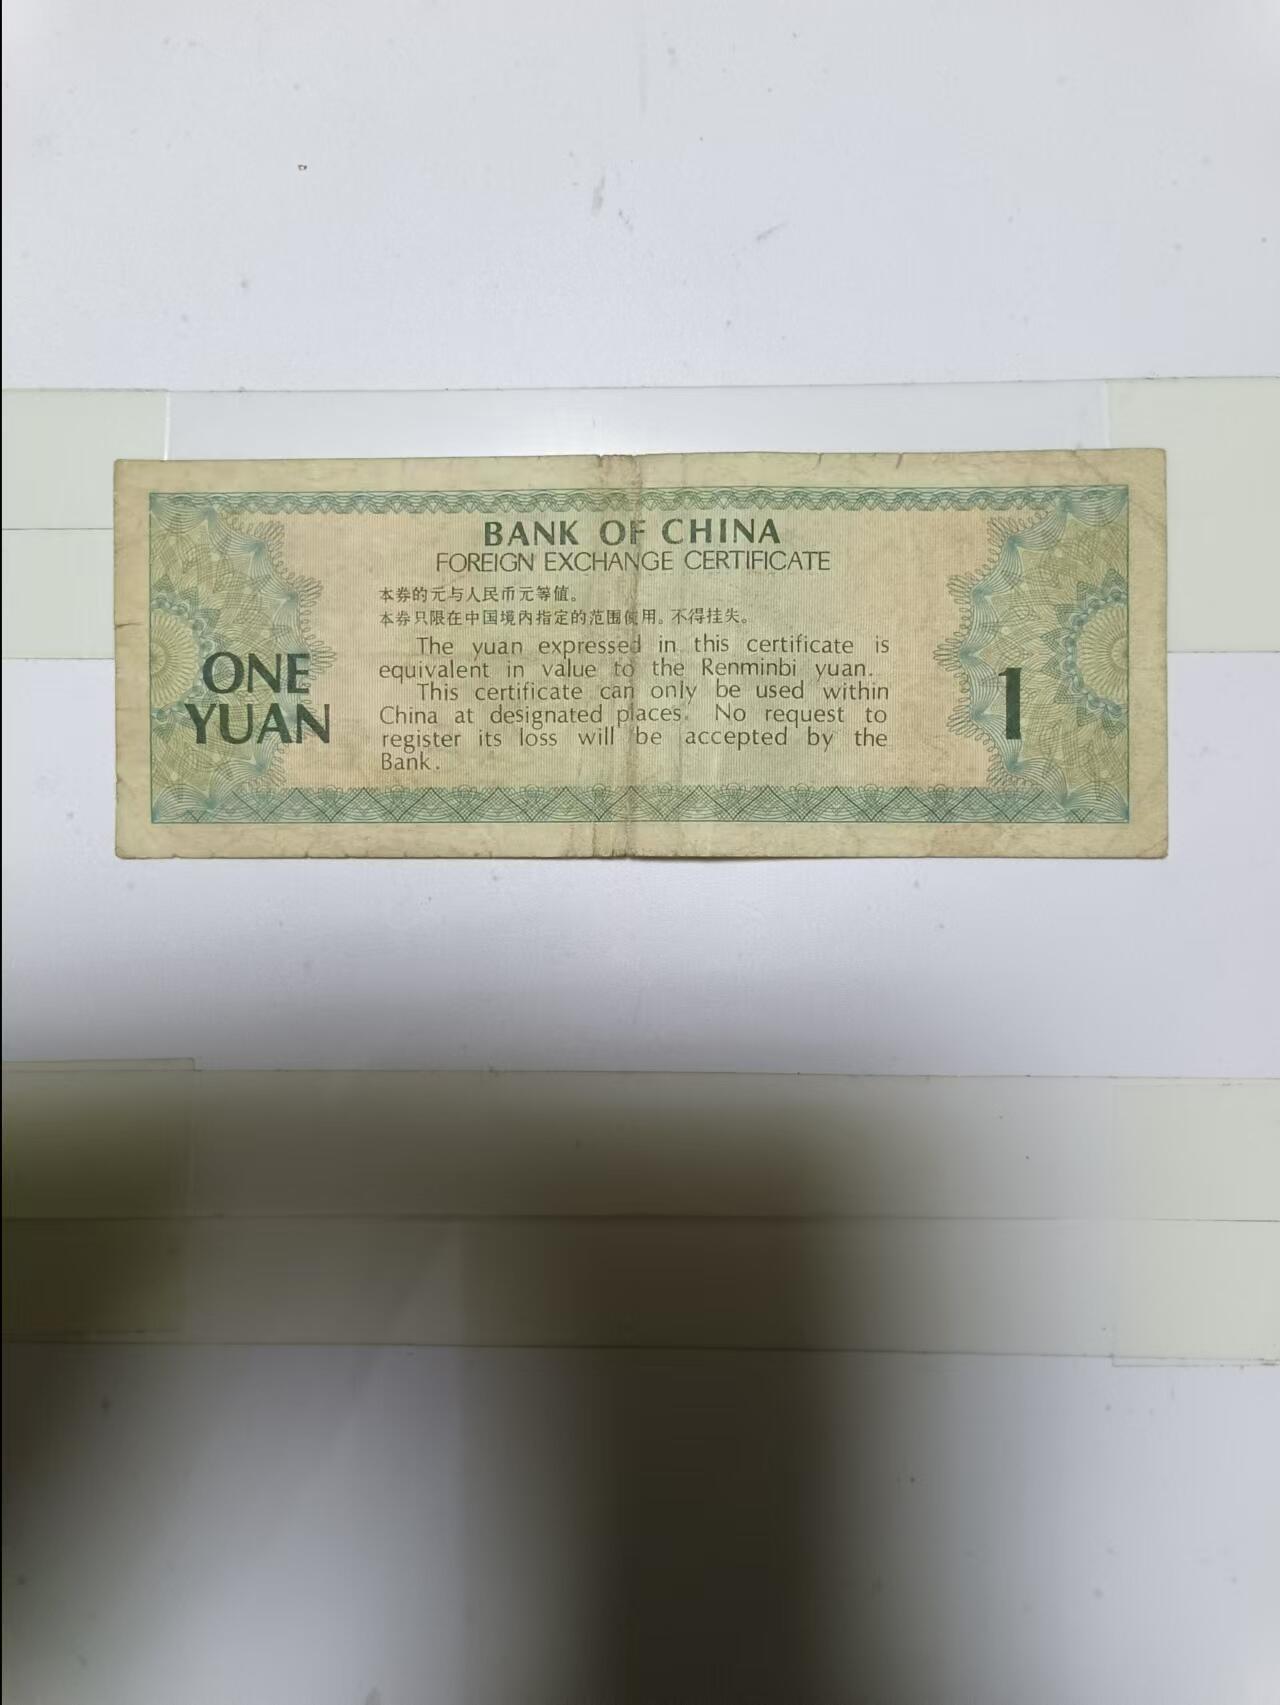 BANK OF CHINA
FOREIGN EXCHANGE CERTIFICATE
本券的元与人民币元等值。
本券只限在中国境内指定的范围使用。不得挂失。
The yuan expressed in this certificate is
equivalent in value to the Renminbi yuan.
This certificate can only be used within
China at designated places. No request to
register its loss will be accepted by the
Bank.
ONE
YUAN
1